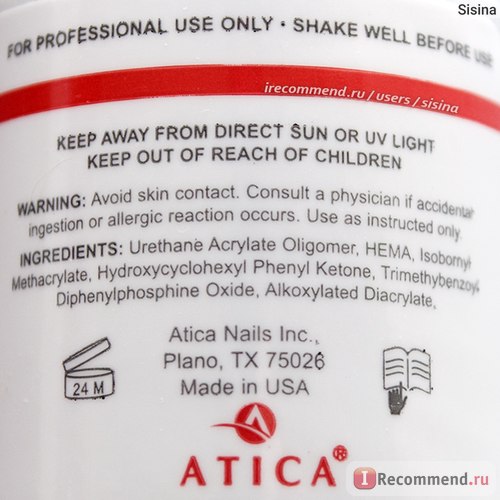 Sisina
FOR PROFESSIONAL USE ONLY • SHAKE WELL BEFORE USE
irecommend.ru/users/sisina
KEEP AWAY FROM DIRECT SUN OR UV LIGHT
KEEP OUT OF REACH OF CHILDREN
WARNING: Avoid skin contact. Consult a physician if accidental
ingestion or allergic reaction occurs. Use as instructed only
INGREDIENTS: Urethane Acrylate Oligomer, HEMA, Isobornyl
Methacrylate, Hydroxycyclohexyl Phenyl Ketone, Trimethybenzoyl
Diphenylphosphine Oxide, Alkoxylated Diacrylate,
Atica Nails Inc.,
Plano, TX 75026
Made in USA
24 M
ATICA®
I Recommend.ru